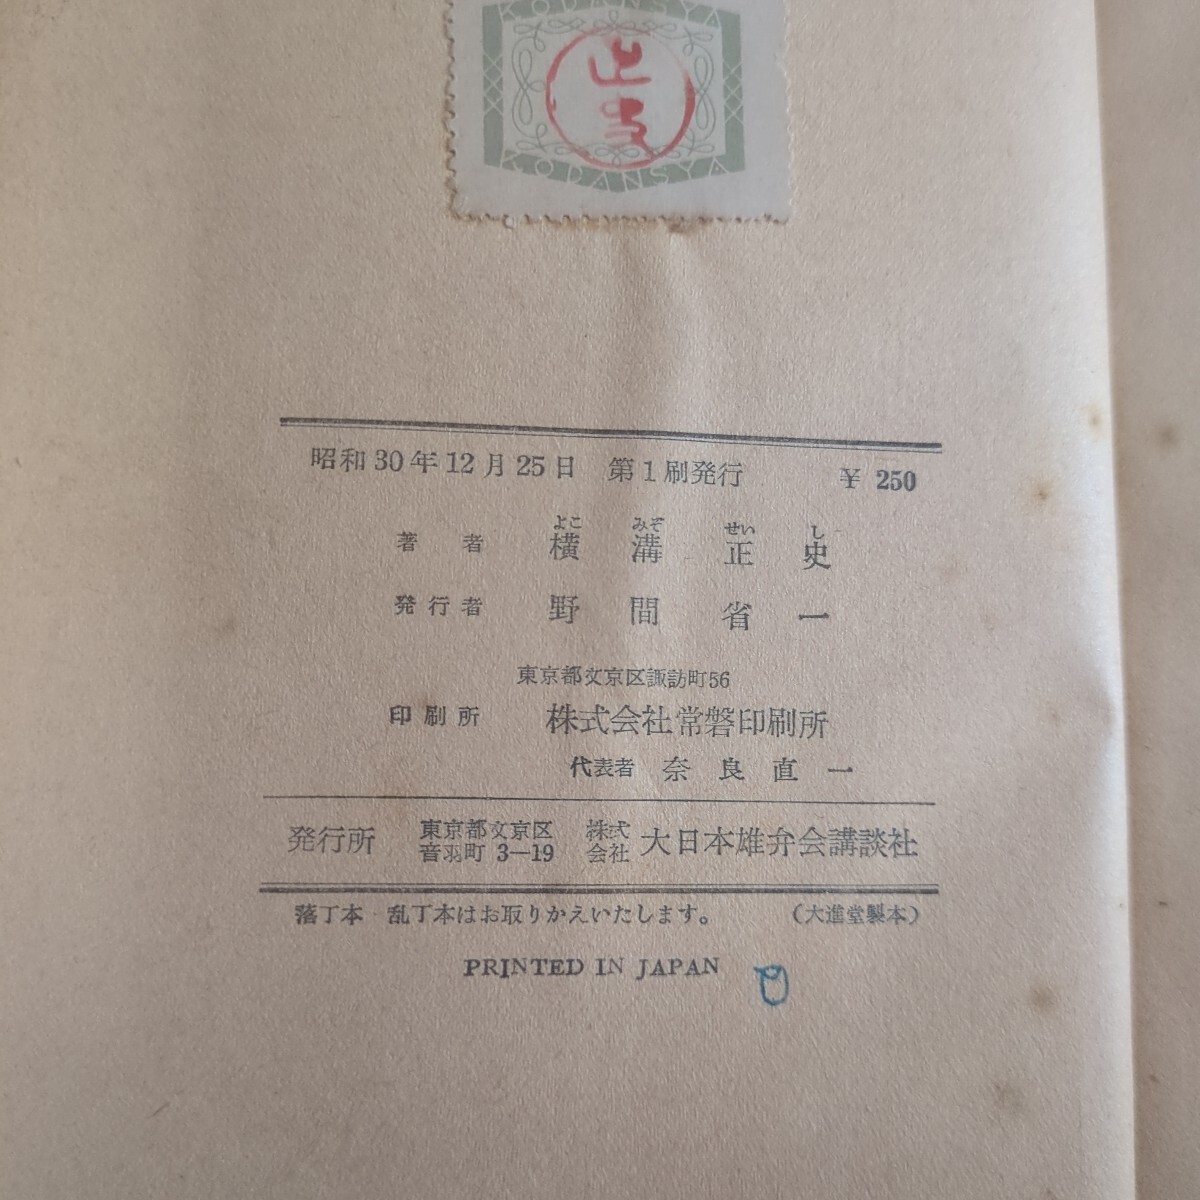 KODANSYA
正史
KODANSYA
昭和30年12月25日 第1刷発行 ¥ 250
よこ みぞ せい し
著者 横溝正史
発行者 野間省一
東京都文京区諏訪町56
印刷所 株式会社常磐印刷所
代表者 奈良直一
発行所 東京都文京区音羽町 3—19 株式会社 大日本雄弁会講談社
落丁本・乱丁本はお取りかえいたします。 (大進堂製本)
PRINTED IN JAPAN